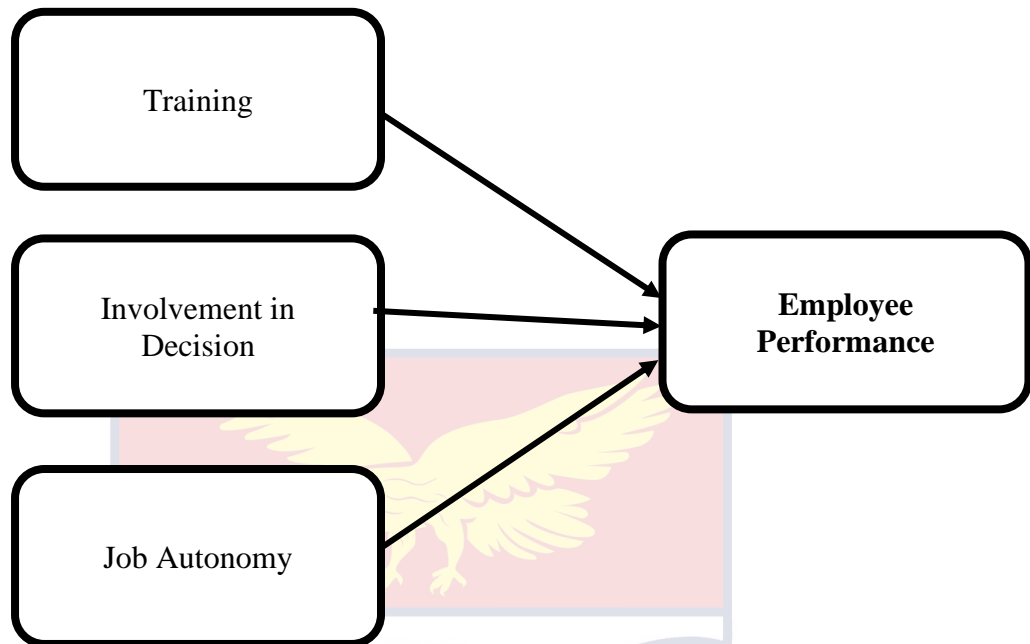 Training
Involvement in
Decision
Employee
Performance
Job Autonomy